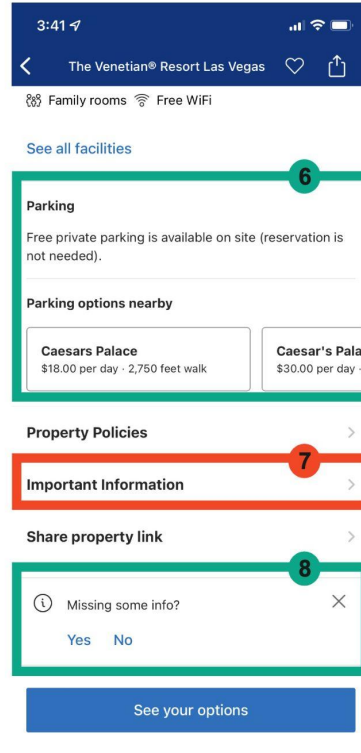 3:41
The Venetian® Resort Las Vegas
Family rooms Free WiFi
See all facilities
6
Parking
Free private parking is available on site (reservation is
not needed).
Parking options nearby
Caesars Palace
$18.00 per day · 2,750 feet walk
Caesar's Pala
$30.00 per day ·
Property Policies
7
Important Information
Share property link
8
Missing some info?
Yes No
See your options